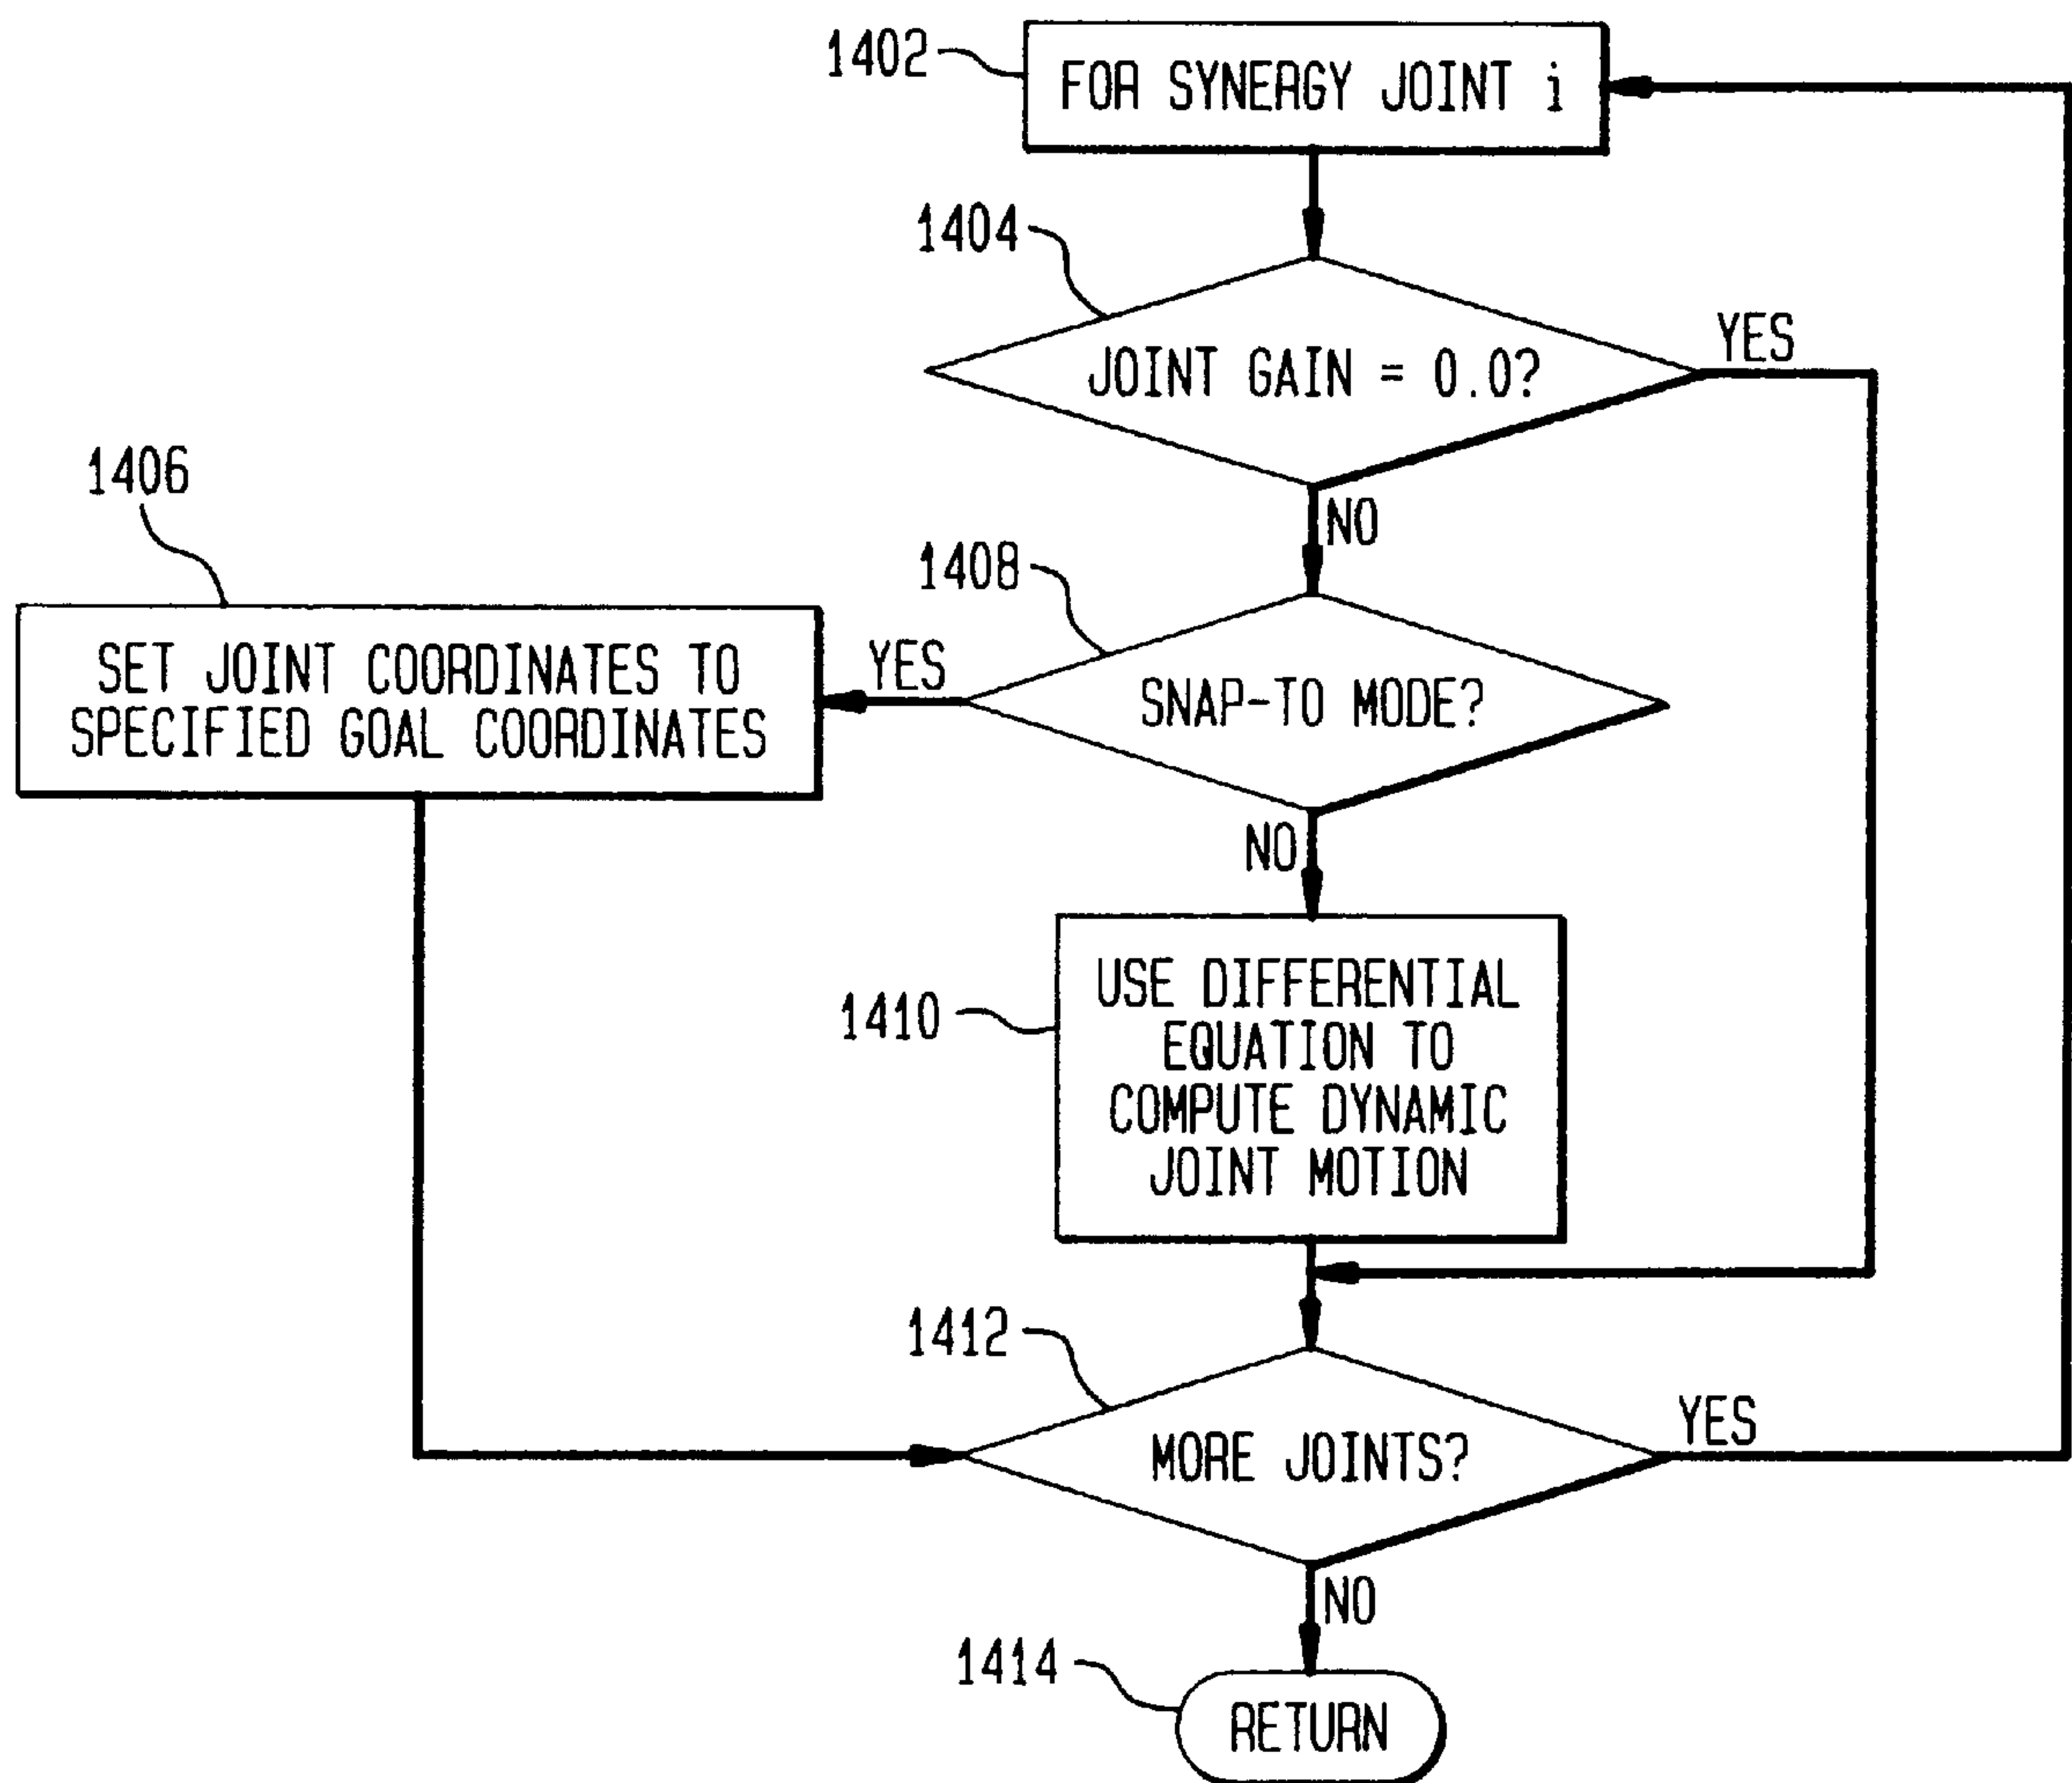 1402
FOR SYNERGY JOINT i
1404
JOINT GAIN = 0.0?
YES
NO
1406
1408
SET JOINT COORDINATES TO
SPECIFIED GOAL COORDINATES
YES
SNAP-TO MODE?
NO
1410
USE DIFFERENTIAL
EQUATION TO
COMPUTE DYNAMIC
JOINT MOTION
1412
MORE JOINTS?
YES
NO
1414
RETURN